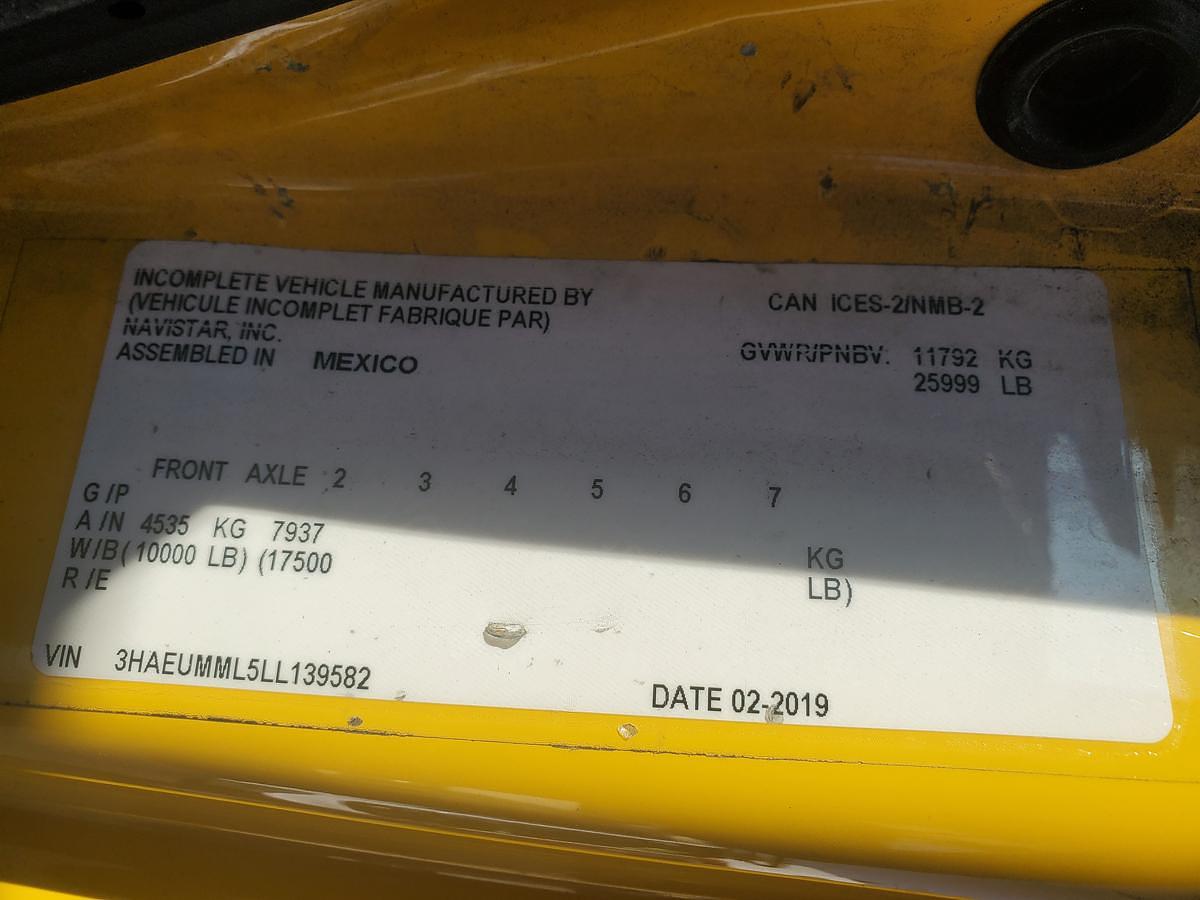 INCOMPLETE VEHICLE MANUFACTURED BY
(VEHICULE INCOMPLET FABRIQUE PAR)
NAVISTAR, INC.
ASSEMBLED IN MEXICO
CAN ICES-2/NMB-2
GVWR/PNBV: 11792 KG
25999 LB
FRONT AXLE 2 3 4 5 6 7
G /P
A /N 4535 KG 7937 KG
W/B ( 10000 LB) (17500 LB)
R /E
VIN 3HAEUMML5LL139582
DATE 02-2019